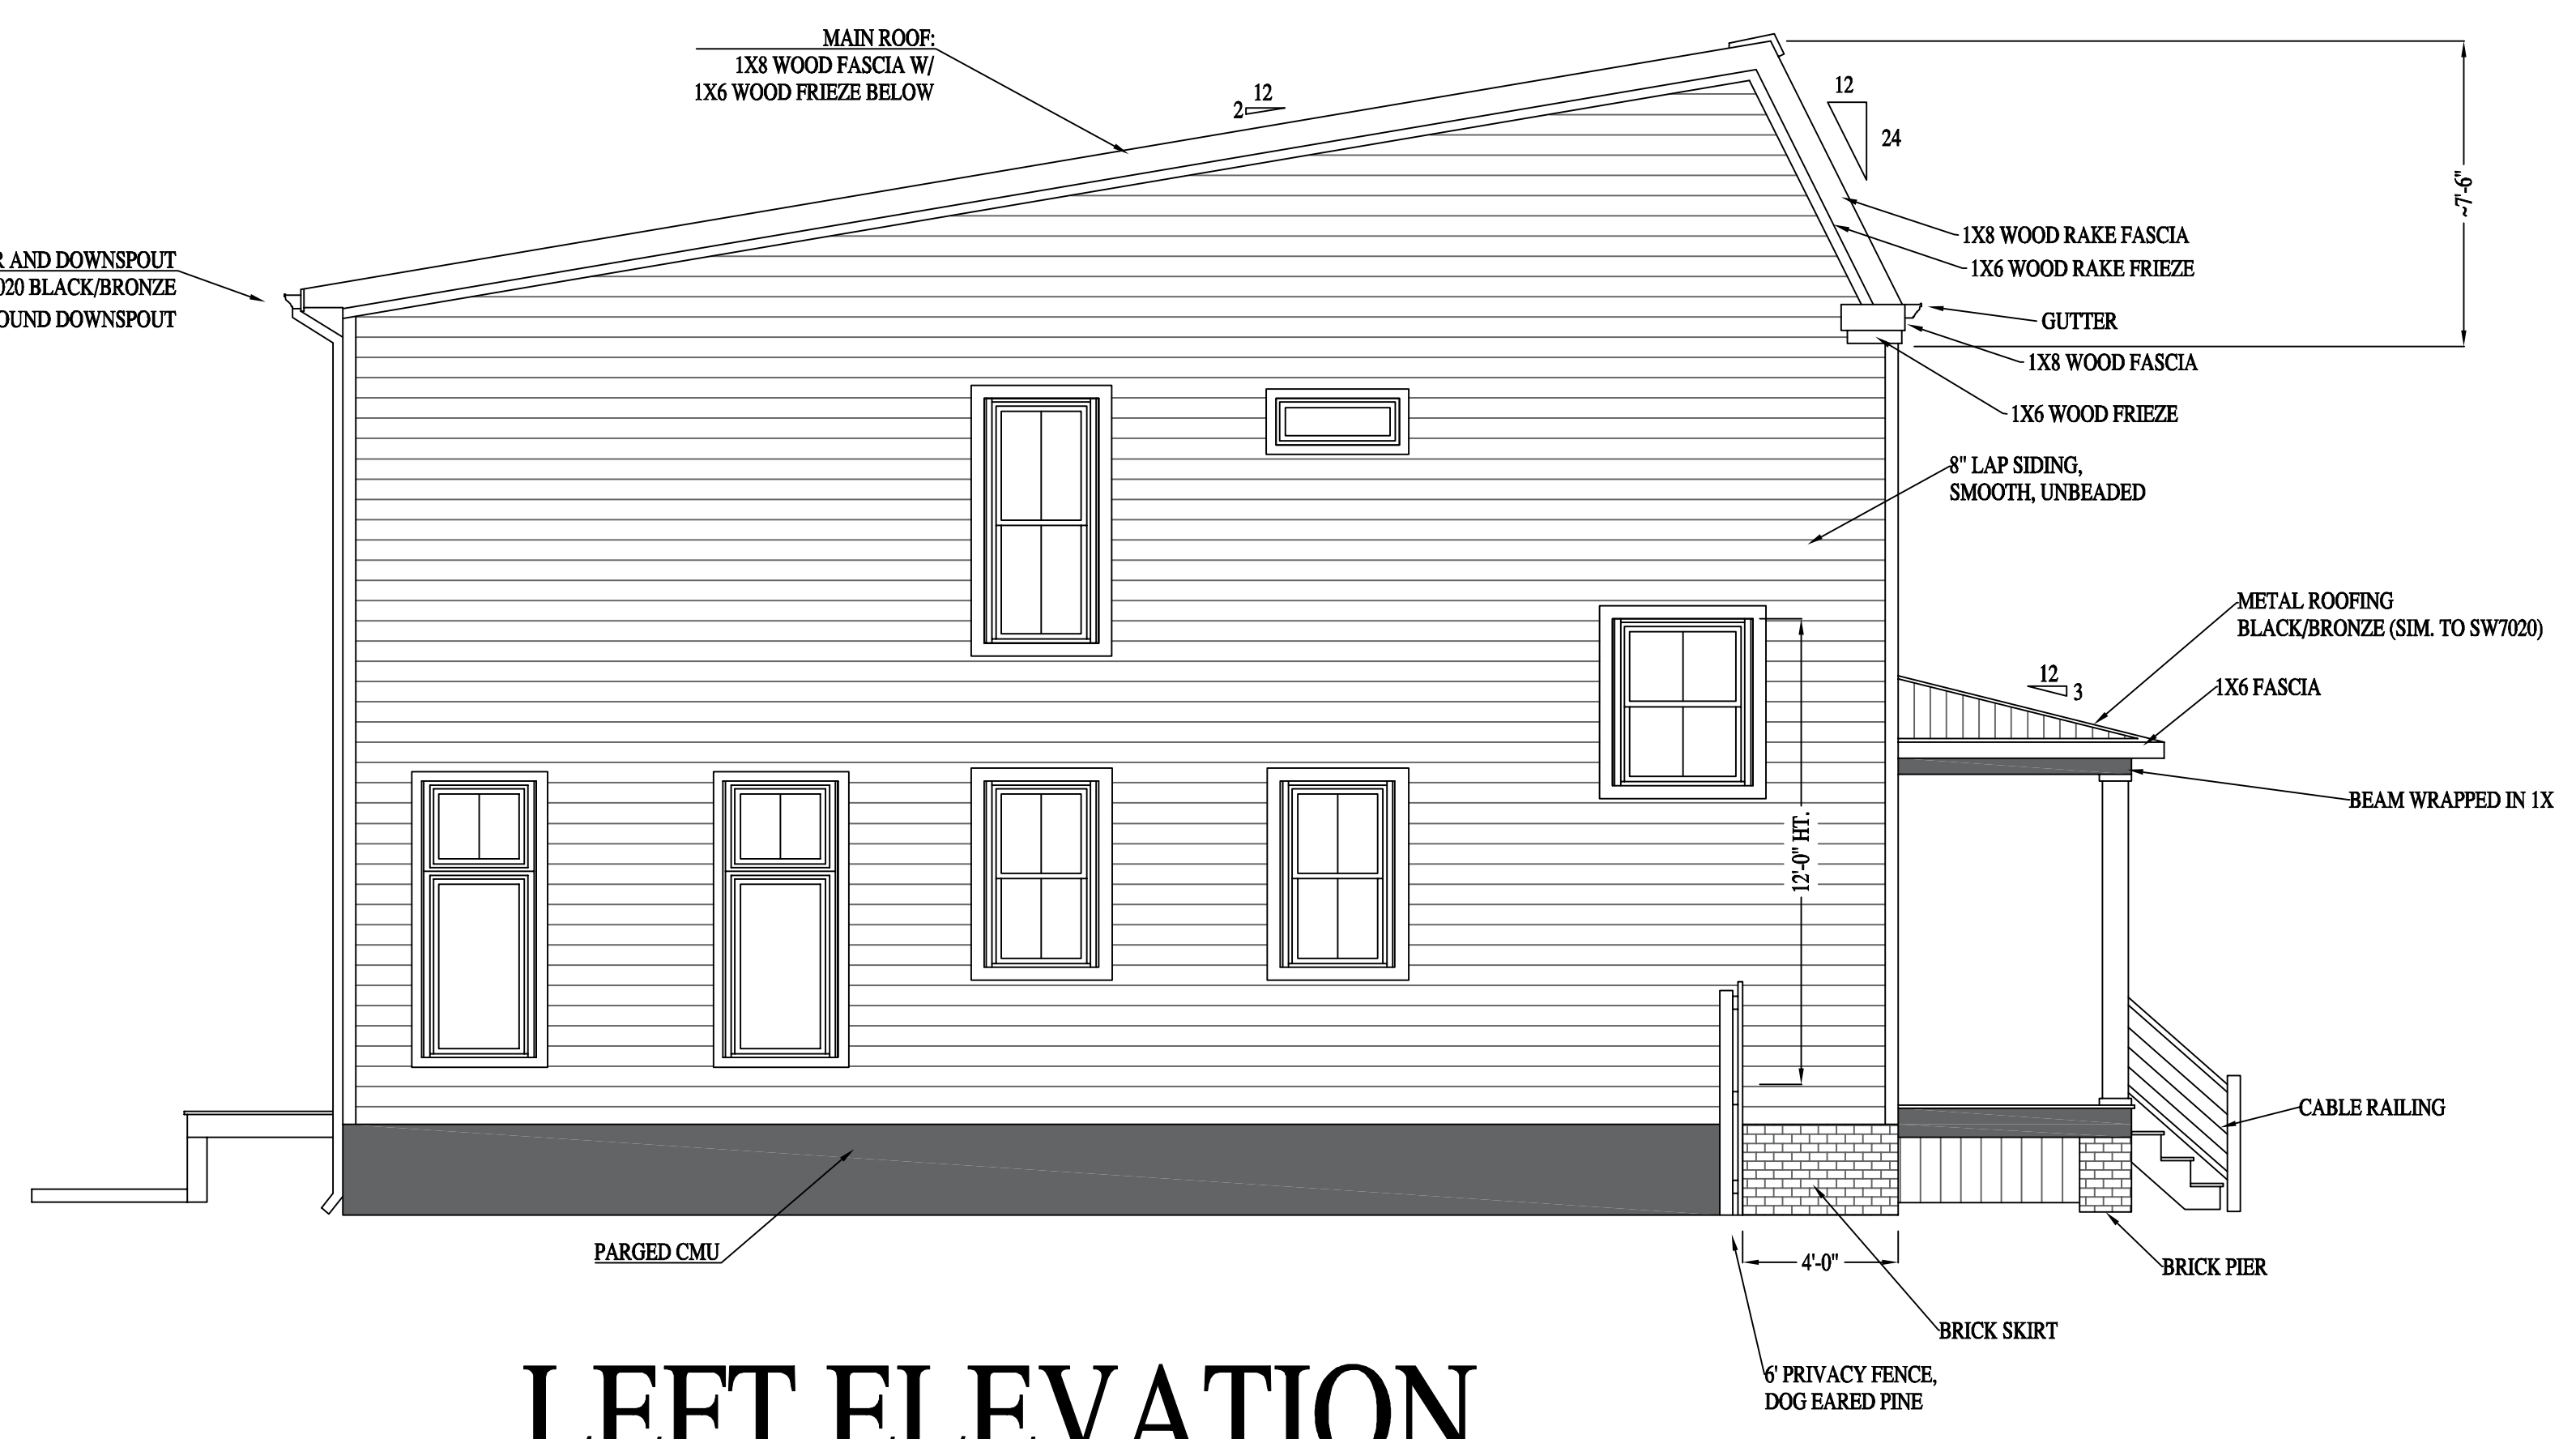 MAIN ROOF:
1X8 WOOD FASCIA W/
1X6 WOOD FRIEZE BELOW
12
2
12
24
~7'-6"
1X8 WOOD RAKE FASCIA
1X6 WOOD RAKE FRIEZE
R AND DOWNSPOUT
020 BLACK/BRONZE
OUND DOWNSPOUT
GUTTER
1X8 WOOD FASCIA
1X6 WOOD FRIEZE
8" LAP SIDING,
SMOOTH, UNBEADED
METAL ROOFING
BLACK/BRONZE (SIM. TO SW7020)
12
3
1X6 FASCIA
BEAM WRAPPED IN 1X
12'-0" HT.
CABLE RAILING
PARGED CMU
4'-0"
BRICK PIER
BRICK SKIRT
6' PRIVACY FENCE,
DOG EARED PINE
LEFT ELEVATION